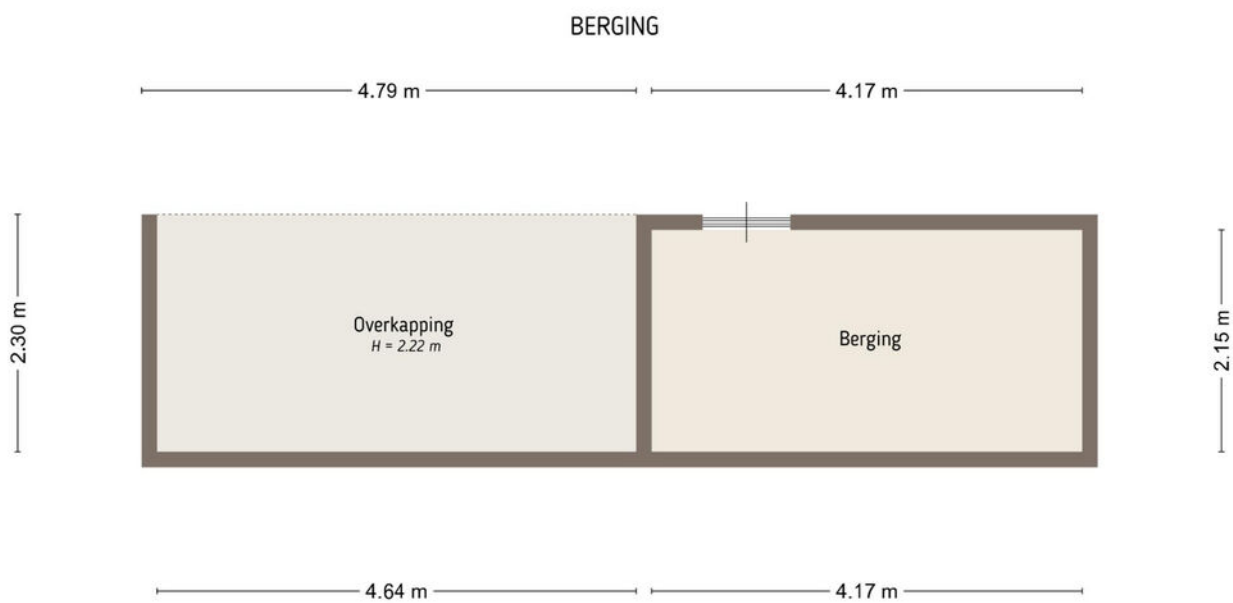 BERGING
4.79 m
4.17 m
2.30 m
Overkapping
H = 2.22 m
Berging
2.15 m
4.64 m
4.17 m